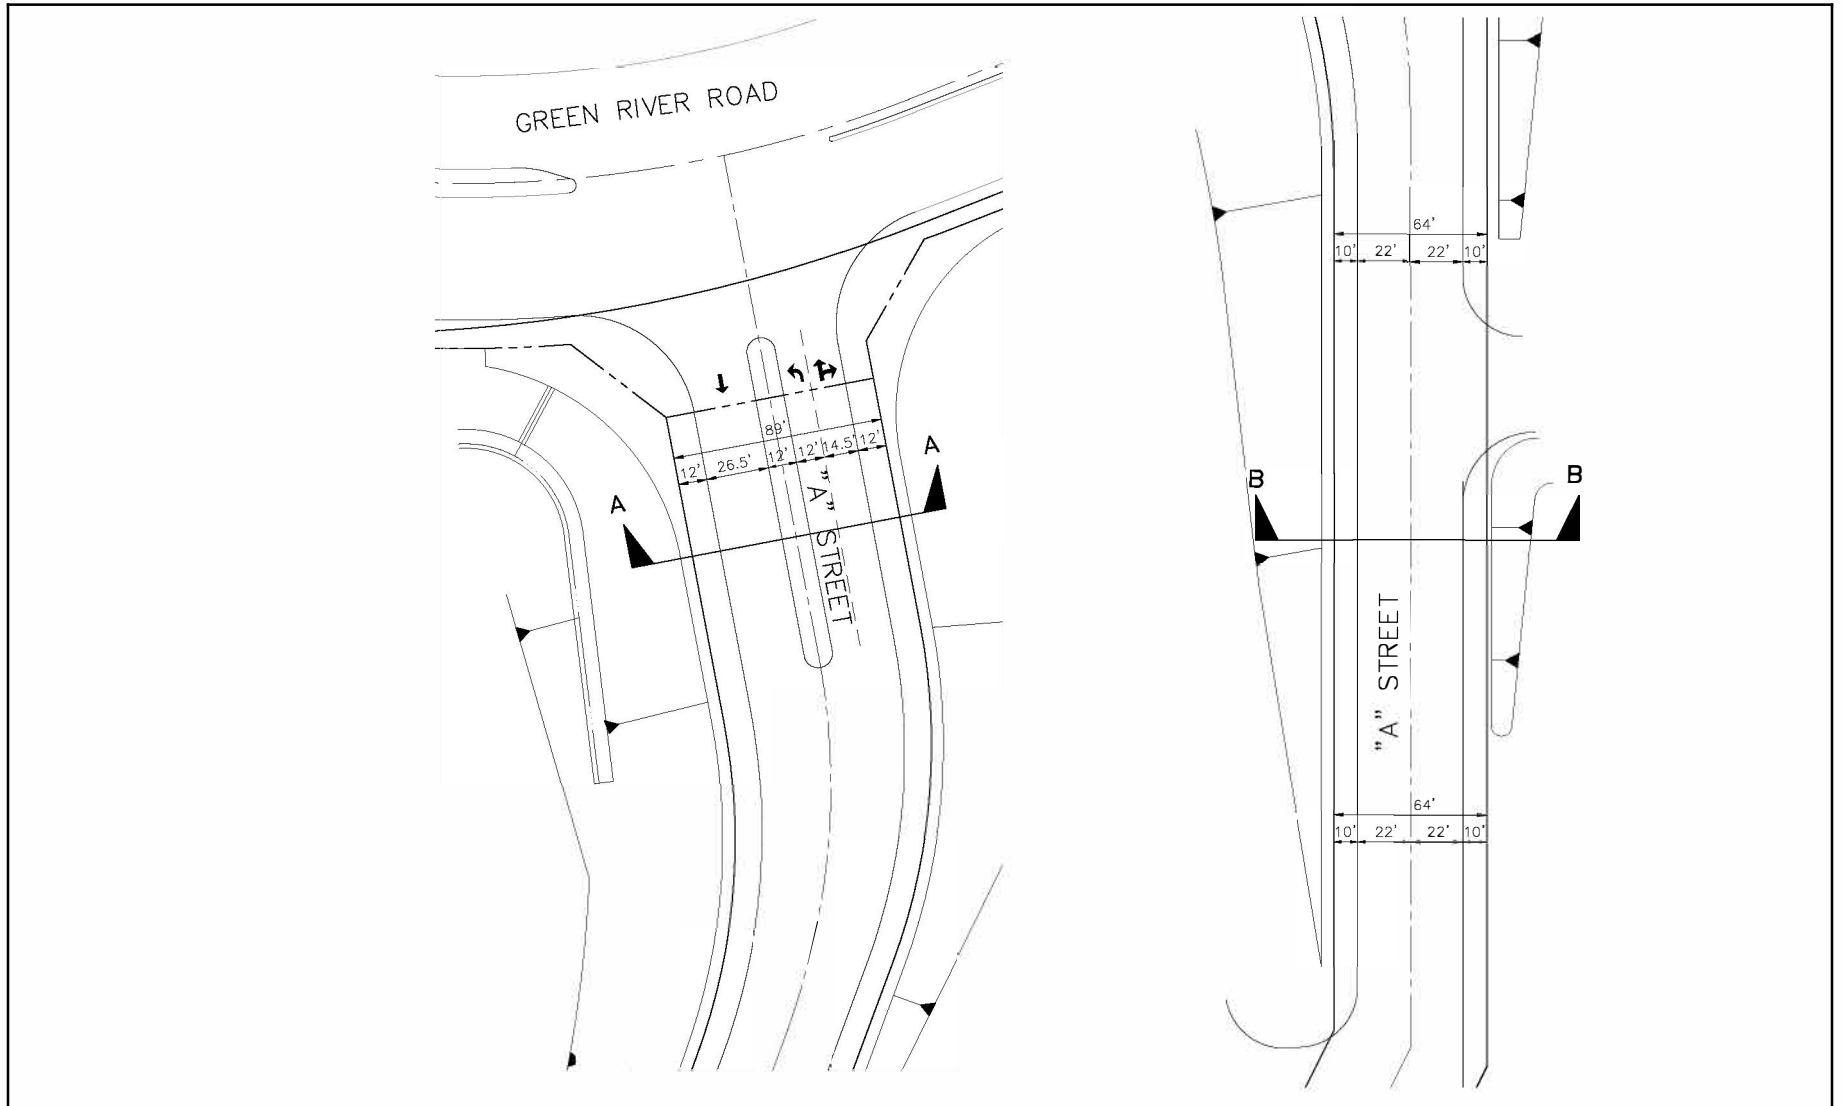 GREEN RIVER ROAD
89'
12' 26.5' 12' 12' 14.5' 12'
A A
"A" STREET
64'
10' 22' 22' 10'
B B
"A" STREET
64'
10' 22' 22' 10'